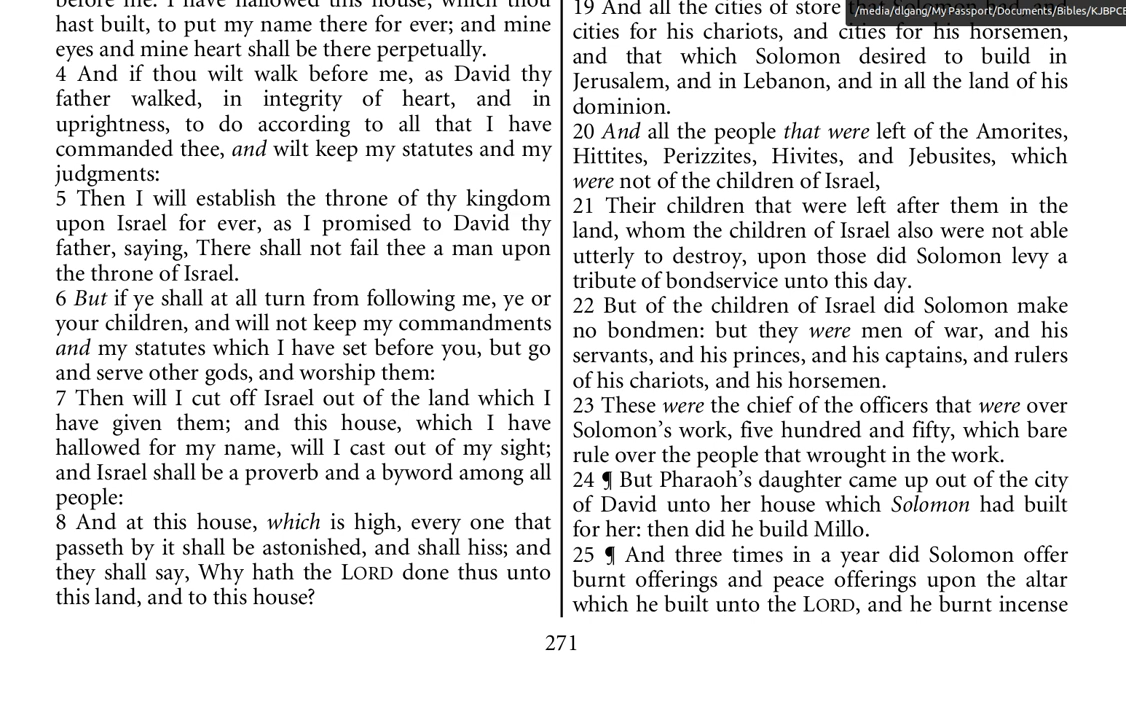 before me: I have hallowed this house, which thou
hast built, to put my name there for ever; and mine
eyes and mine heart shall be there perpetually.
4 And if thou wilt walk before me, as David thy
father walked, in integrity of heart, and in
uprightness, to do according to all that I have
commanded thee, and wilt keep my statutes and my
judgments:
5 Then I will establish the throne of thy kingdom
upon Israel for ever, as I promised to David thy
father, saying, There shall not fail thee a man upon
the throne of Israel.
6 But if ye shall at all turn from following me, ye or
your children, and will not keep my commandments
and my statutes which I have set before you, but go
and serve other gods, and worship them:
7 Then will I cut off Israel out of the land which I
have given them; and this house, which I have
hallowed for my name, will I cast out of my sight;
and Israel shall be a proverb and a byword among all
people:
8 And at this house, which is high, every one that
passeth by it shall be astonished, and shall hiss; and
they shall say, Why hath the LORD done thus unto
this land, and to this house?
19 And all the cities of store that Solomon had, and
cities for his chariots, and cities for his horsemen,
and that which Solomon desired to build in
Jerusalem, and in Lebanon, and in all the land of his
dominion.
20 And all the people that were left of the Amorites,
Hittites, Perizzites, Hivites, and Jebusites, which
were not of the children of Israel,
21 Their children that were left after them in the
land, whom the children of Israel also were not able
utterly to destroy, upon those did Solomon levy a
tribute of bondservice unto this day.
22 But of the children of Israel did Solomon make
no bondmen: but they were men of war, and his
servants, and his princes, and his captains, and rulers
of his chariots, and his horsemen.
23 These were the chief of the officers that were over
Solomon’s work, five hundred and fifty, which bare
rule over the people that wrought in the work.
24 ¶ But Pharaoh’s daughter came up out of the city
of David unto her house which Solomon had built
for her: then did he build Millo.
25 ¶ And three times in a year did Solomon offer
burnt offerings and peace offerings upon the altar
which he built unto the LORD, and he burnt incense
271
/media/dlgang/My Passport/Documents/Bibles/KJBPCE